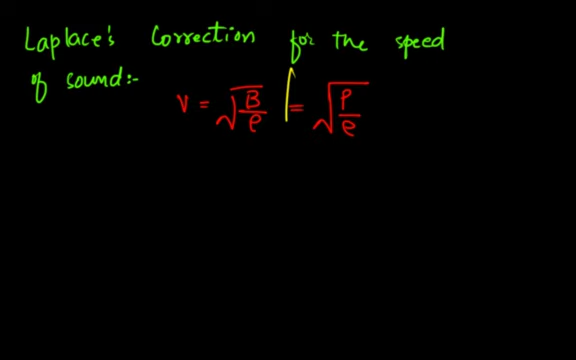 Laplace's Correction for the speed
of sound:-
V = √(B/ρ) = √(P/ρ)